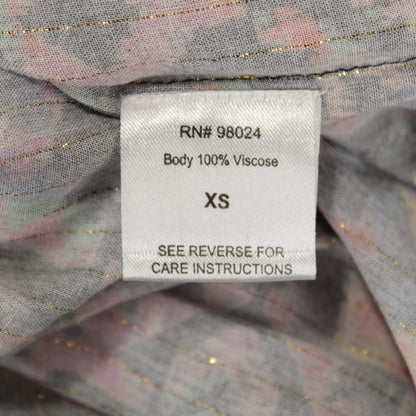 RN# 98024
Body 100% Viscose
XS
SEE REVERSE FOR
CARE INSTRUCTIONS